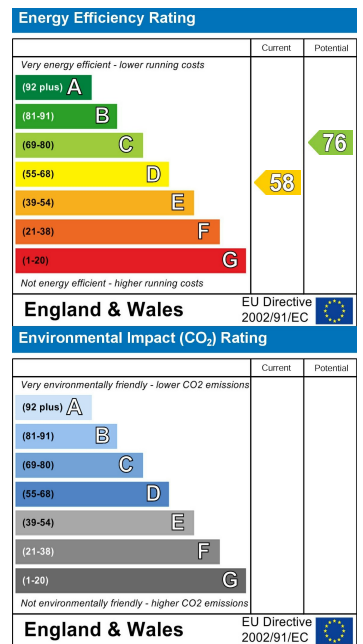 Energy Efficiency Rating
Current Potential
Very energy efficient - lower running costs
(92 plus) A
(81-91) B
(69-80) C
(55-68) D
(39-54) E
(21-38) F
(1-20) G
58
76
Not energy efficient - higher running costs
England & Wales
EU Directive
2002/91/EC
Environmental Impact (CO₂) Rating
Current Potential
Very environmentally friendly - lower CO2 emissions
(92 plus) A
(81-91) B
(69-80) C
(55-68) D
(39-54) E
(21-38) F
(1-20) G
Not environmentally friendly - higher CO2 emissions
England & Wales
EU Directive
2002/91/EC